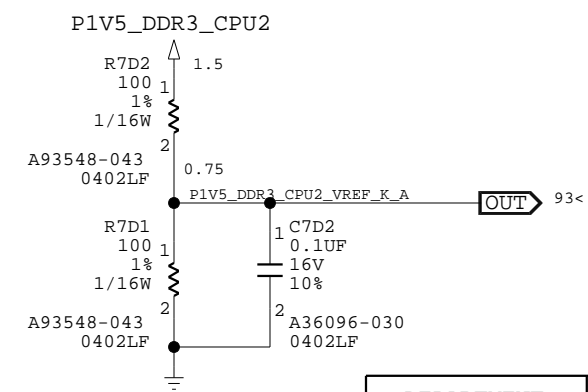 P1V5_DDR3_CPU2
R7D2
1.5
100
1
1%
1/16W
2
A93548-043
0.75
0402LF
P1V5_DDR3_CPU2_VREF_K_A
OUT
93<
R7D1
100
1
1%
1/16W
2
A93548-043
0402LF
1
C7D2
0.1UF
16V
10%
2
A36096-030
0402LF